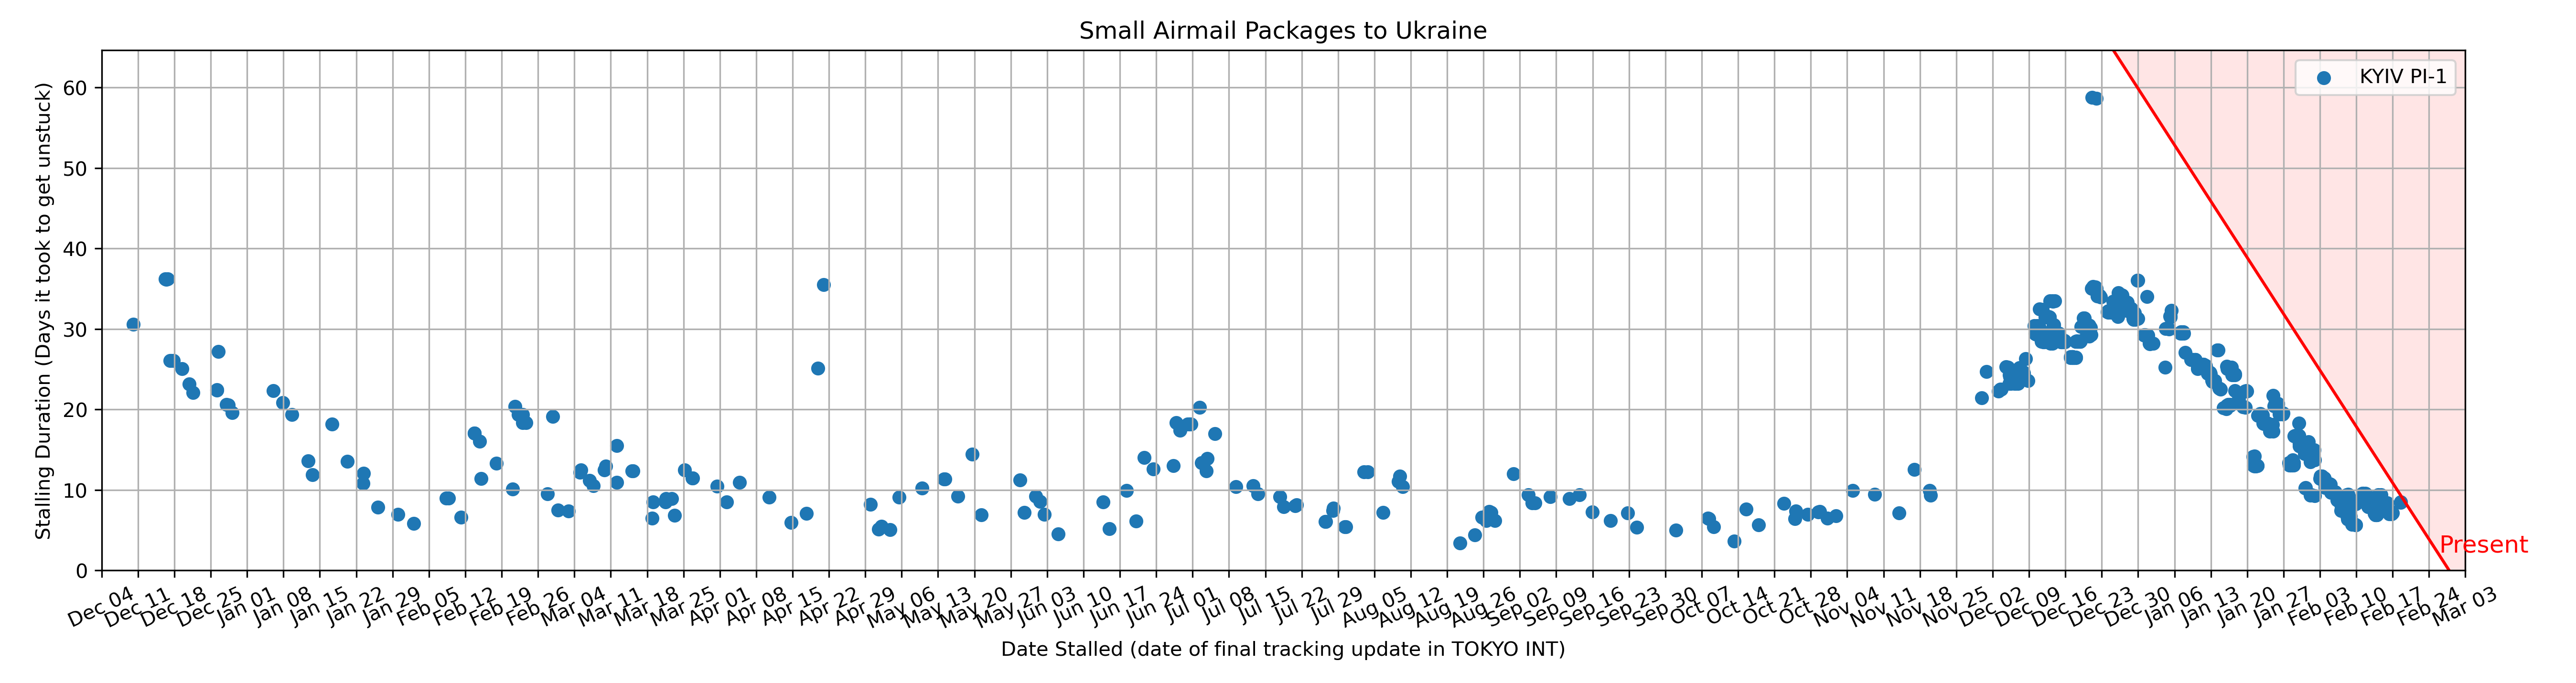 Small Airmail Packages to Ukraine
KYIV PI-1
Stalling Duration (Days it took to get unstuck)
60
50
40
30
20
10
0
Present
Dec 04
Dec 11
Dec 18
Dec 25
Jan 01
Jan 08
Jan 15
Jan 22
Jan 29
Feb 05
Feb 12
Feb 19
Feb 26
Mar 04
Mar 11
Mar 18
Mar 25
Apr 01
Apr 08
Apr 15
Apr 22
Apr 29
May 06
May 13
May 20
May 27
Jun 03
Jun 10
Jun 17
Jun 24
Jul 01
Jul 08
Jul 15
Jul 22
Jul 29
Aug 05
Aug 12
Aug 19
Aug 26
Sep 02
Sep 09
Sep 16
Sep 23
Sep 30
Oct 07
Oct 14
Oct 21
Oct 28
Nov 04
Nov 11
Nov 18
Nov 25
Dec 02
Dec 09
Dec 16
Dec 23
Dec 30
Jan 06
Jan 13
Jan 20
Jan 27
Feb 03
Feb 10
Feb 17
Feb 24
Mar 03
Date Stalled (date of final tracking update in TOKYO INT)